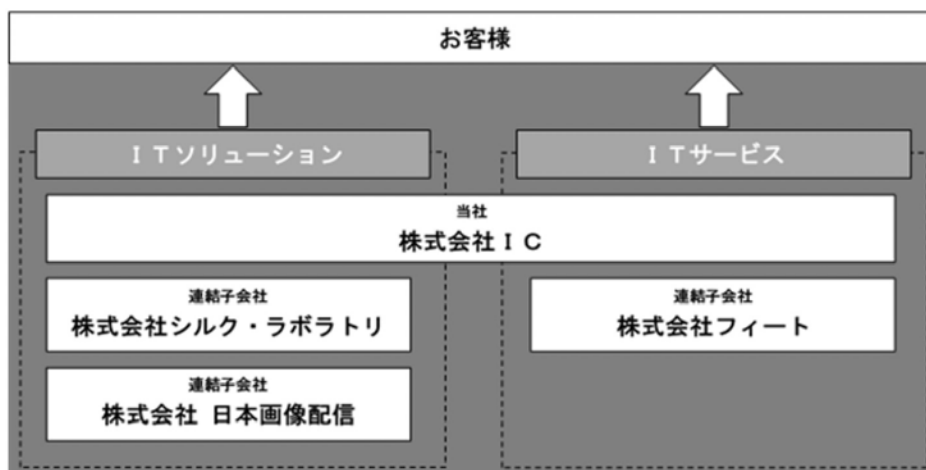 お客様
ＩＴソリューション
ＩＴサービス
当社
株式会社ＩＣ
連結子会社
株式会社シルク・ラボラトリ
連結子会社
株式会社フィート
連結子会社
株式会社 日本画像配信